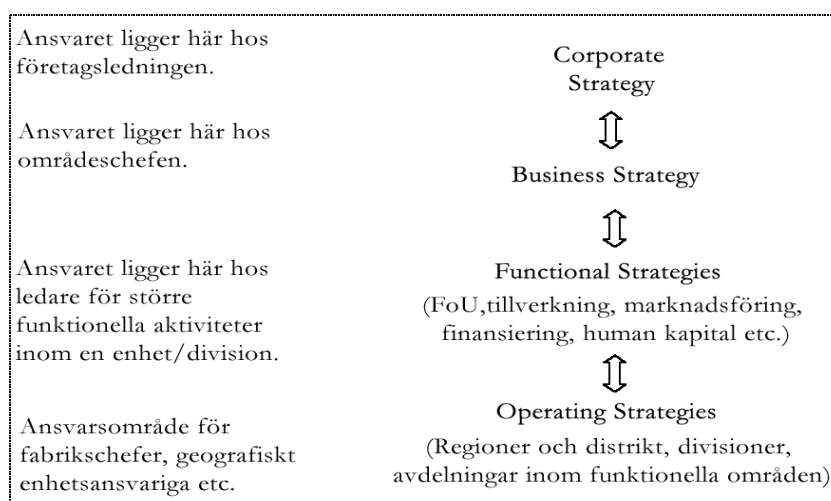 Ansvaret ligger här hos
företagsledningen.
Corporate
Strategy
Ansvaret ligger här hos
områdeschefen.
Business Strategy
Ansvaret ligger här hos
ledare för större
funktionella aktiviteter
inom en enhet/division.
Functional Strategies
(FoU,tillverkning, marknadsföring,
finansiering, human kapital etc.)
Ansvarsområde för
fabrikschefer, geografiskt
enhetsansvariga etc.
Operating Strategies
(Regioner och distrikt, divisioner,
avdelningar inom funktionella områden)